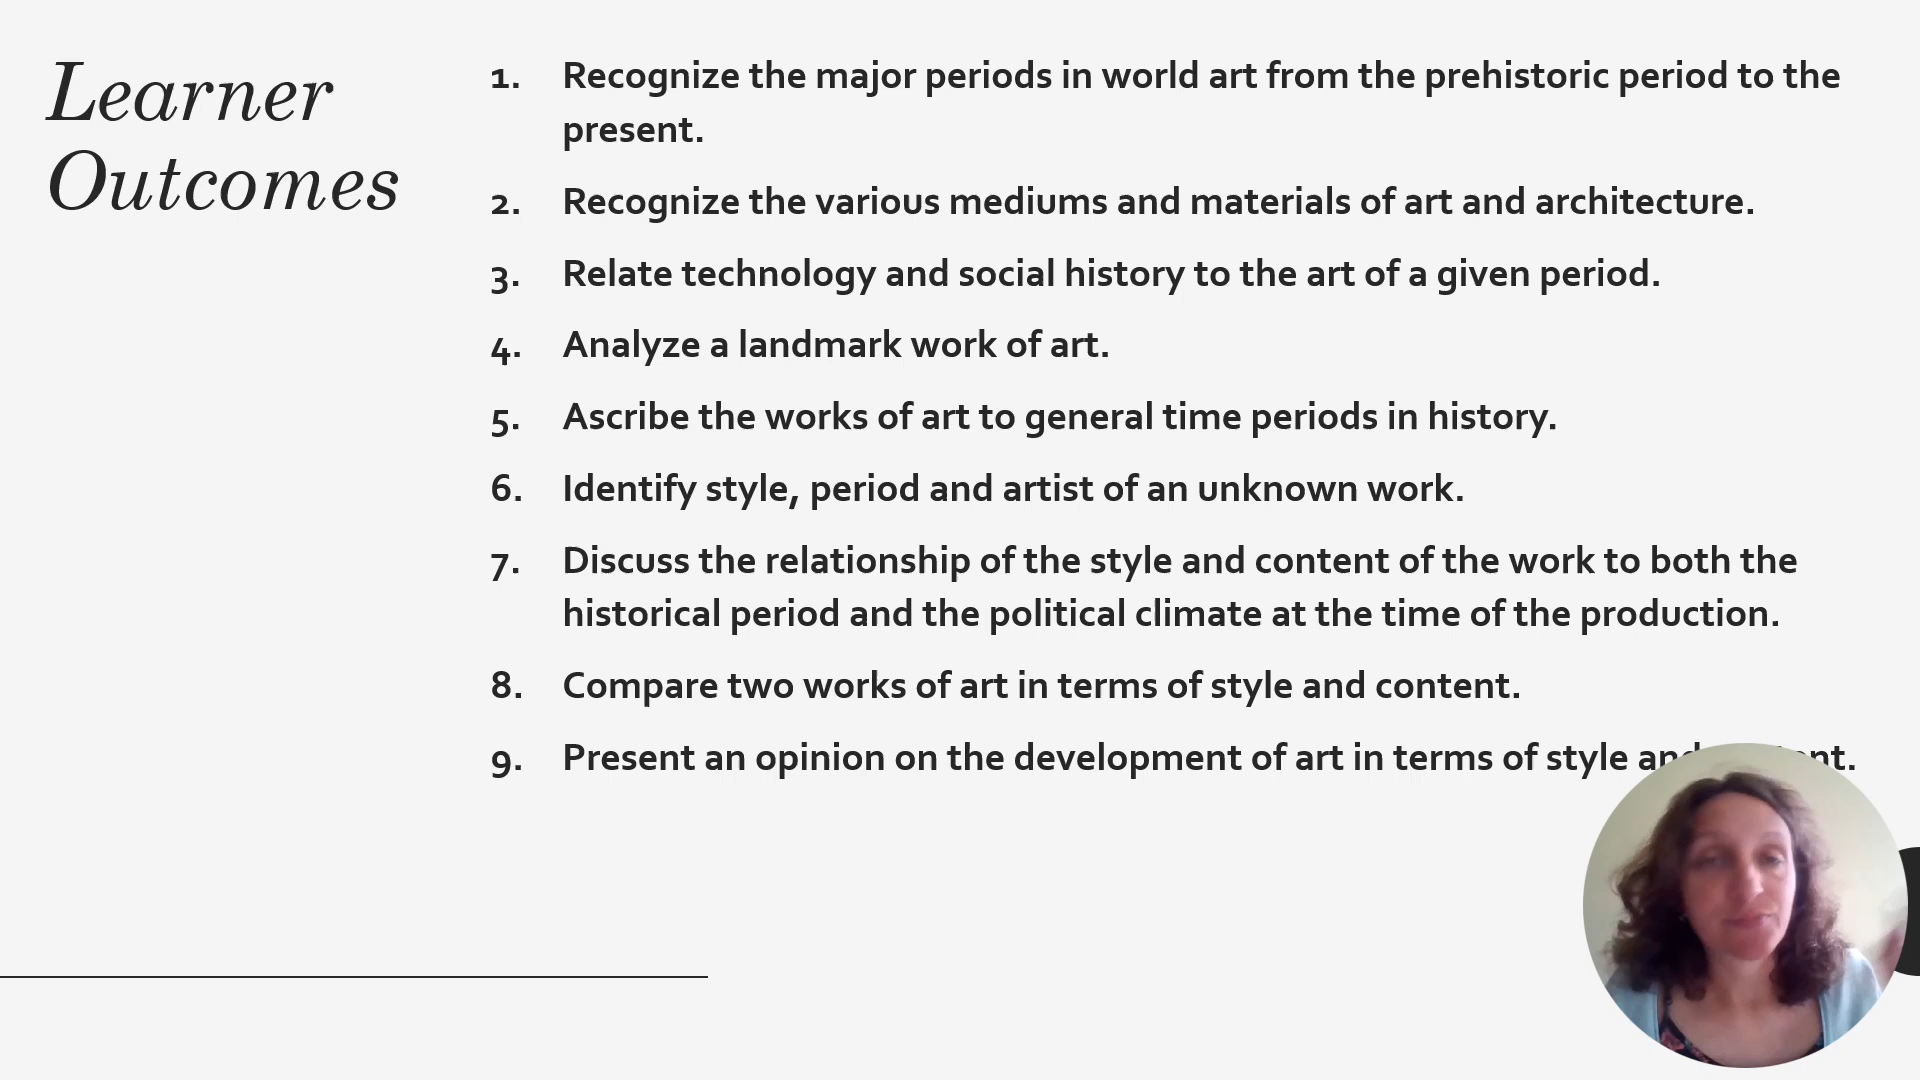 Learner
Outcomes
1. Recognize the major periods in world art from the prehistoric period to the
present.
2. Recognize the various mediums and materials of art and architecture.
3. Relate technology and social history to the art of a given period.
4. Analyze a landmark work of art.
5. Ascribe the works of art to general time periods in history.
6. Identify style, period and artist of an unknown work.
7. Discuss the relationship of the style and content of the work to both the
historical period and the political climate at the time of the production.
8. Compare two works of art in terms of style and content.
9. Present an opinion on the development of art in terms of style and